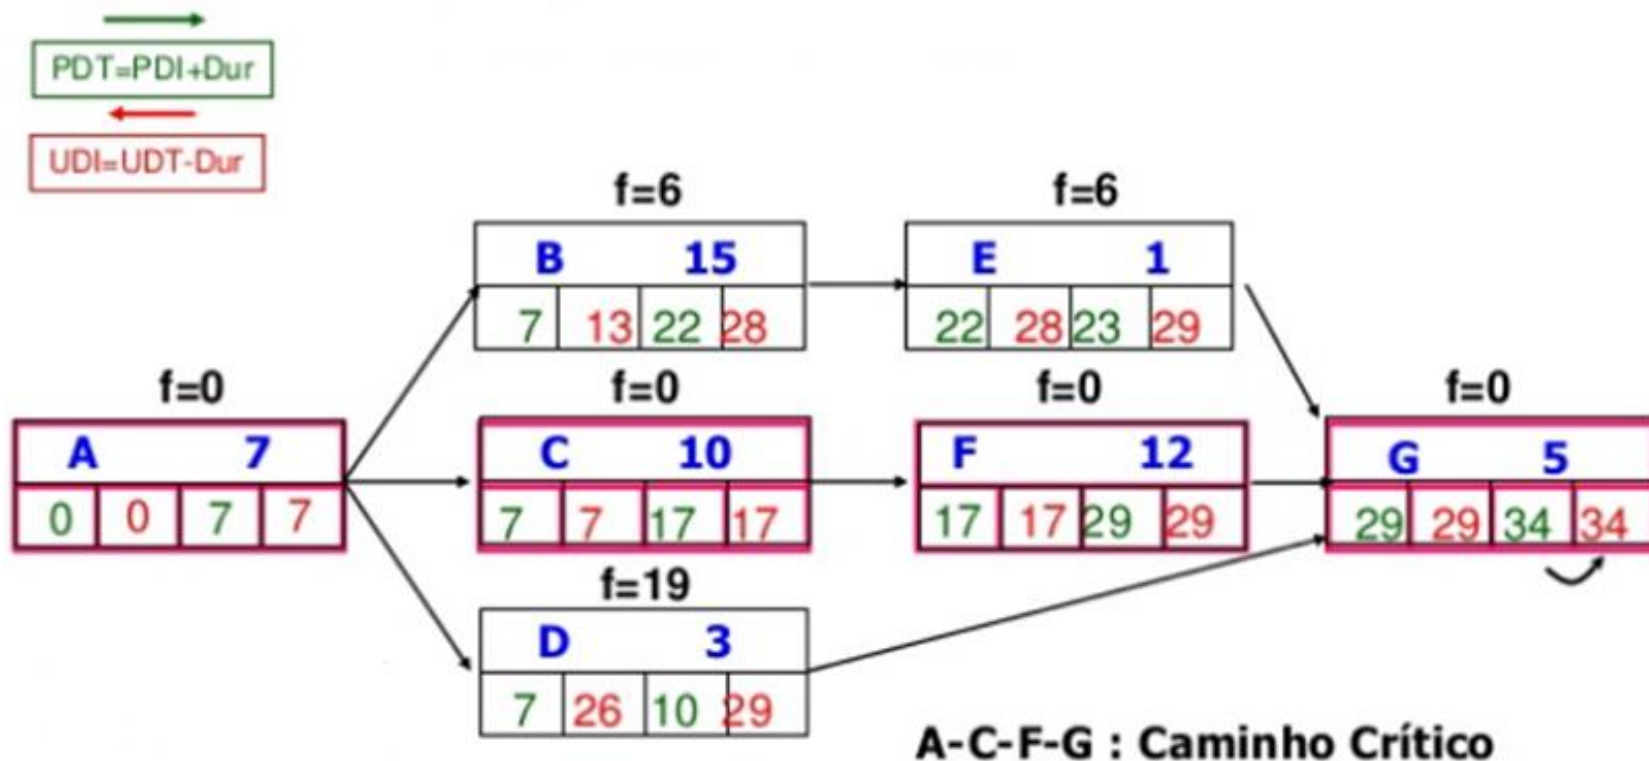 PDT=PDI+Dur
UDI=UDT-Dur
f=6
f=6
B 15
E 1
7 13 22 28
22 28 23 29
f=0
f=0
f=0
f=0
A 7
C 10
F 12
G 5
0 0 7 7
7 7 17 17
17 17 29 29
29 29 34 34
f=19
D 3
7 26 10 29
A-C-F-G : Caminho Crítico